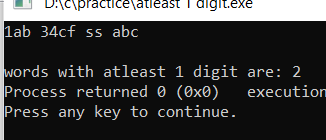 D:\c\practice\atleast 1 digit.exe
1ab 34cf ss abc
words with atleast 1 digit are: 2
Process returned 0 (0x0)   execution
Press any key to continue.